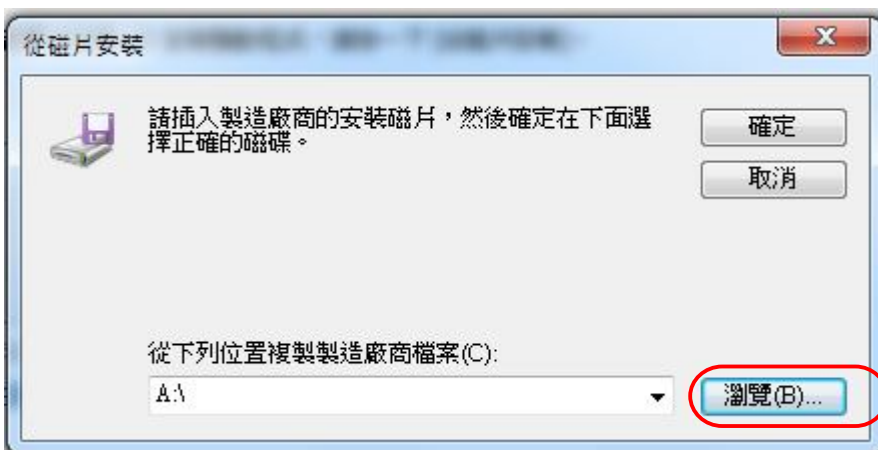 從磁片安裝
請插入製造廠商的安裝磁片，然後確定在下面選
擇正確的磁碟。
確定
取消
從下列位置複製製造廠商檔案(C):
A:\
瀏覽(B)...